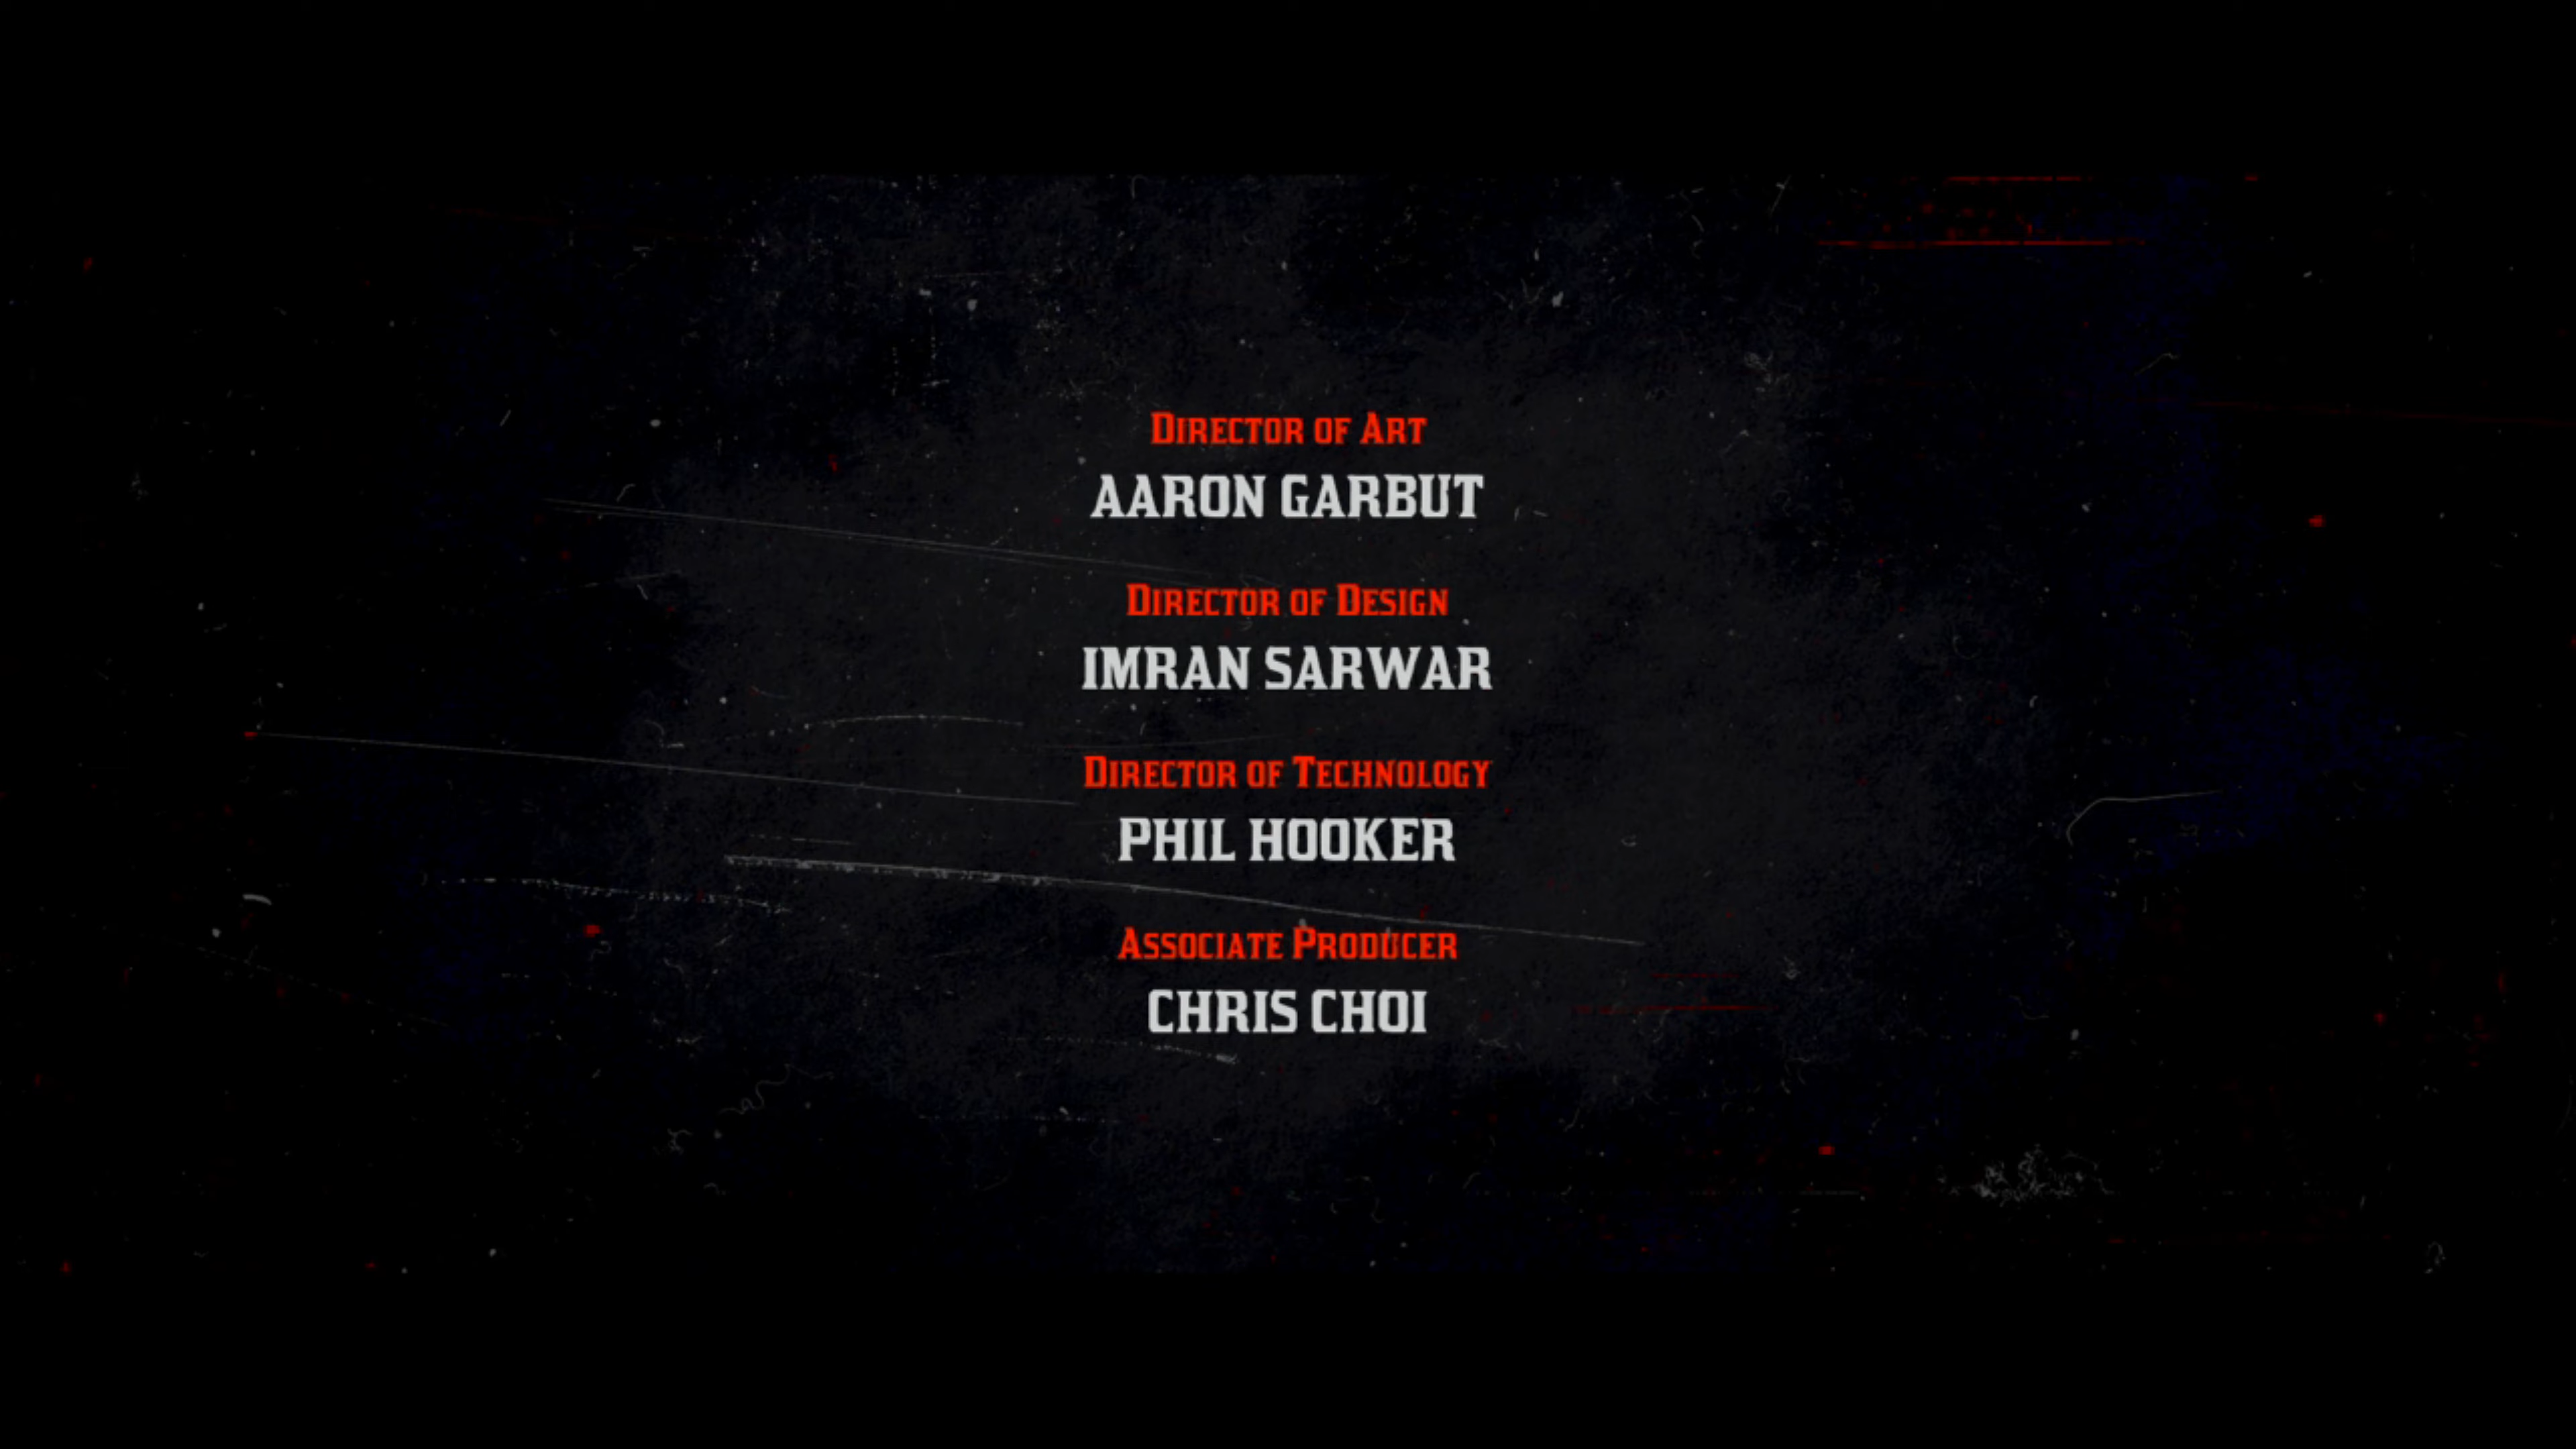 Director of Art
AARON GARBUT
Director of Design
IMRAN SARWAR
Director of Technology
PHIL HOOKER
Associate Producer
CHRIS CHOI